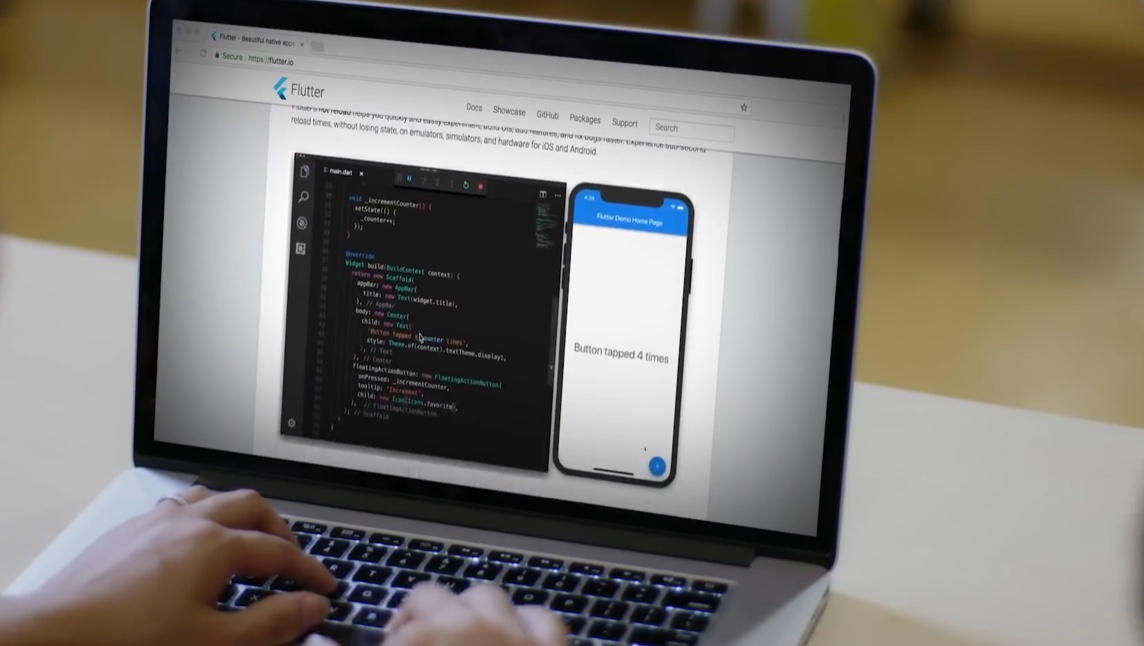 Flutter - Beautiful native apps
Secure https://flutter.io
Flutter
Docs Showcase GitHub Packages Support Search
Flutter's hot reload helps you quickly and easily experiment, build UIs, add features, and fix bugs faster. Experience sub-second
reload times, without losing state, on emulators, simulators, and hardware for iOS and Android.
main.dart
void _incrementCounter() {
setState(() {
_counter++;
});
}
@override
Widget build(BuildContext context) {
return new Scaffold(
appBar: new AppBar(
title: new Text(widget.title),
), // AppBar
body: new Center(
child: new Text(
'Button tapped $_counter times',
style: Theme.of(context).textTheme.display1,
), // Text
), // Center
floatingActionButton: new FloatingActionButton(
onPressed: _incrementCounter,
tooltip: 'Increment',
child: new Icon(Icons.favorite),
), // FloatingActionButton
); // Scaffold
}
Flutter Demo Home Page
Button tapped 4 times